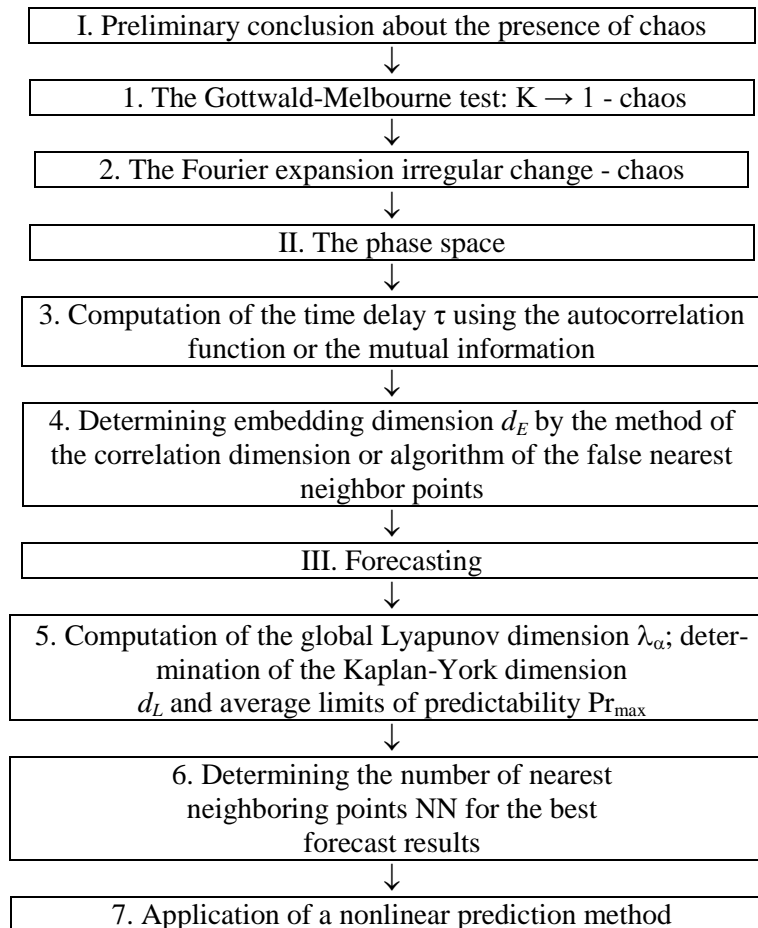 I. Preliminary conclusion about the presence of chaos
↓
1. The Gottwald-Melbourne test: K → 1 - chaos
↓
2. The Fourier expansion irregular change - chaos
↓
II. The phase space
↓
3. Computation of the time delay τ using the autocorrelation
function or the mutual information
↓
4. Determining embedding dimension d_E by the method of
the correlation dimension or algorithm of the false nearest
neighbor points
↓
III. Forecasting
↓
5. Computation of the global Lyapunov dimension λ_α; deter-
mination of the Kaplan-York dimension
d_L and average limits of predictability Pr_max
↓
6. Determining the number of nearest
neighboring points NN for the best
forecast results
↓
7. Application of a nonlinear prediction method